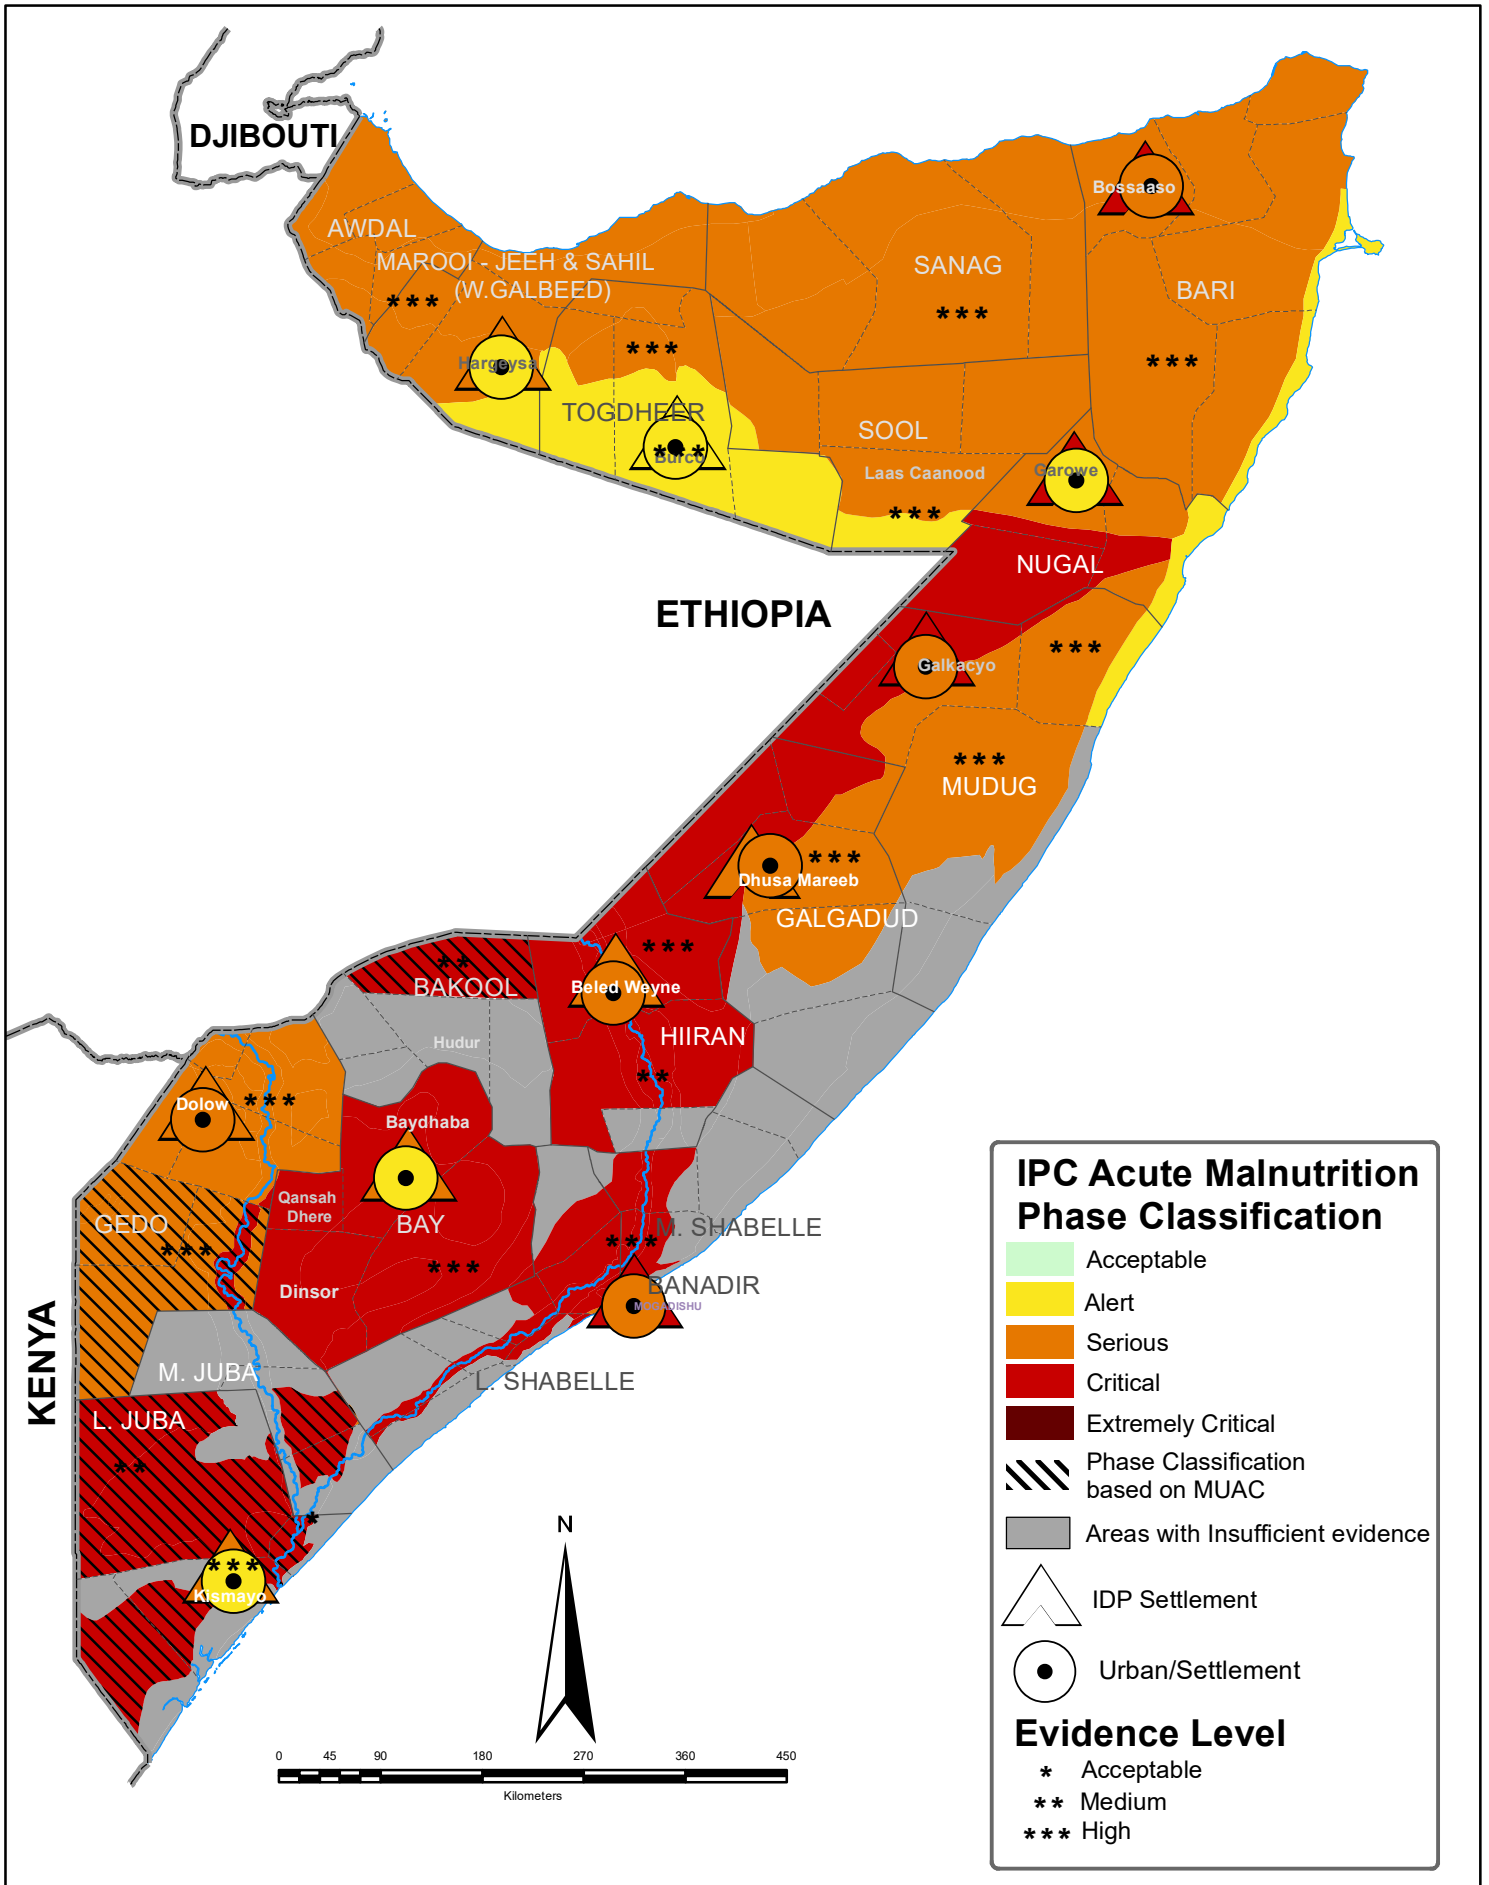 DJIBOUTI
Bossaaso
AWDAL
MAROOI - JEEH & SAHIL
(W.GALBEED)
SANAG
BARI
***
***
***
***
Hargeysa
TOGDHEER
SOOL
***
Burco
Laas Caanood
Garowe
***
NUGAL
ETHIOPIA
***
Galkacyo
***
MUDUG
***
Dhusa Mareeb
GALGADUD
***
**
BAKOOL
Beled Weyne
HIIRAN
Hudur
**
***
Dolow
Baydhaba
Qansah
Dhere
GEDO
BAY
M. SHABELLE
***
***
***
Dinsor
BANADIR
MOGADISHU
KENYA
M. JUBA
L. SHABELLE
L. JUBA
**
*
***
Kismayo
N
0 45 90 180 270 360 450
Kilometers
IPC Acute Malnutrition
Phase Classification
Acceptable
Alert
Serious
Critical
Extremely Critical
Phase Classification
based on MUAC
Areas with Insufficient evidence
IDP Settlement
Urban/Settlement
Evidence Level
* Acceptable
** Medium
*** High